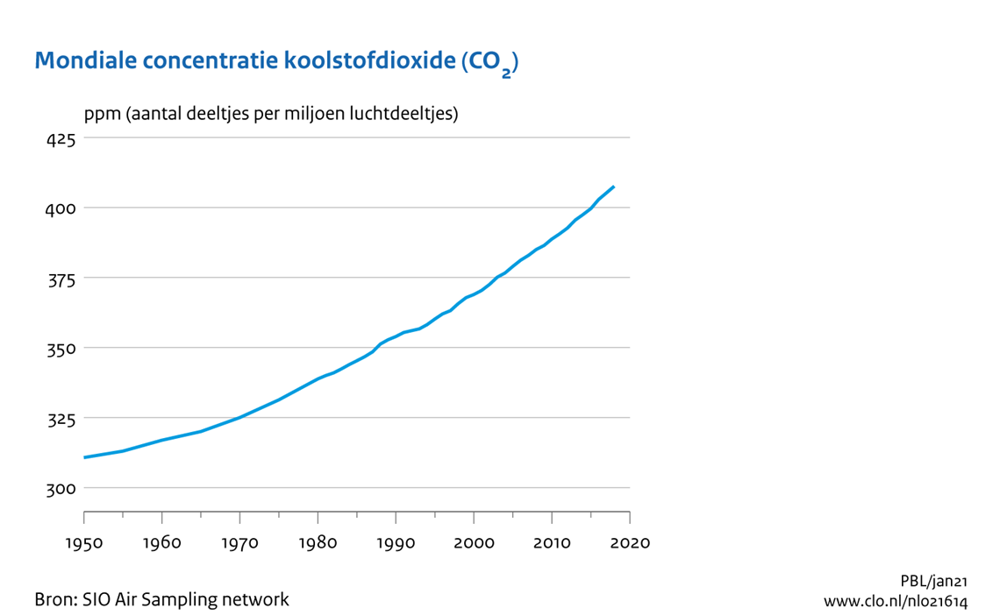 Mondiale concentratie koolstofdioxide (CO₂)
ppm (aantal deeltjes per miljoen luchtdeeltjes)
425
400
375
350
325
300
1950 1960 1970 1980 1990 2000 2010 2020
Bron: SIO Air Sampling network
PBL/jan21
www.clo.nl/nl021614